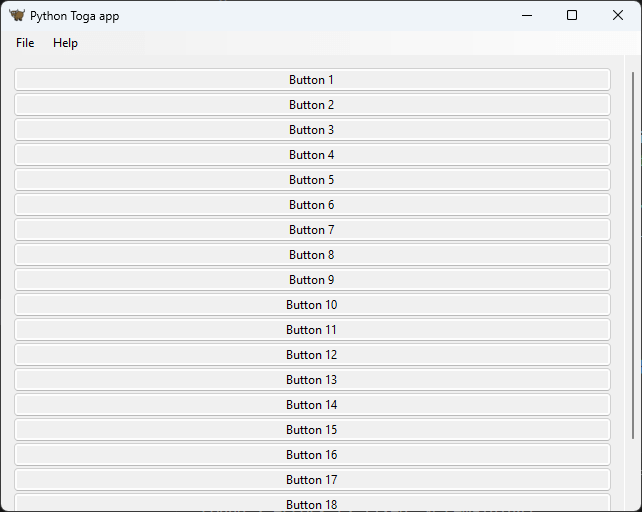 Python Toga app
File Help
Button 1
Button 2
Button 3
Button 4
Button 5
Button 6
Button 7
Button 8
Button 9
Button 10
Button 11
Button 12
Button 13
Button 14
Button 15
Button 16
Button 17
Button 18